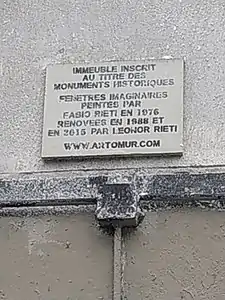 IMMEUBLE INSCRIT
AU TITRE DES
MONUMENTS HISTORIQUES
FENETRES IMAGINAIRES
PEINTES PAR
FABIO RIETI EN 1976
RENOVEES EN 1988 ET
EN 2015 PAR LEONOR RIETI
WWW.ARTOMUR.COM